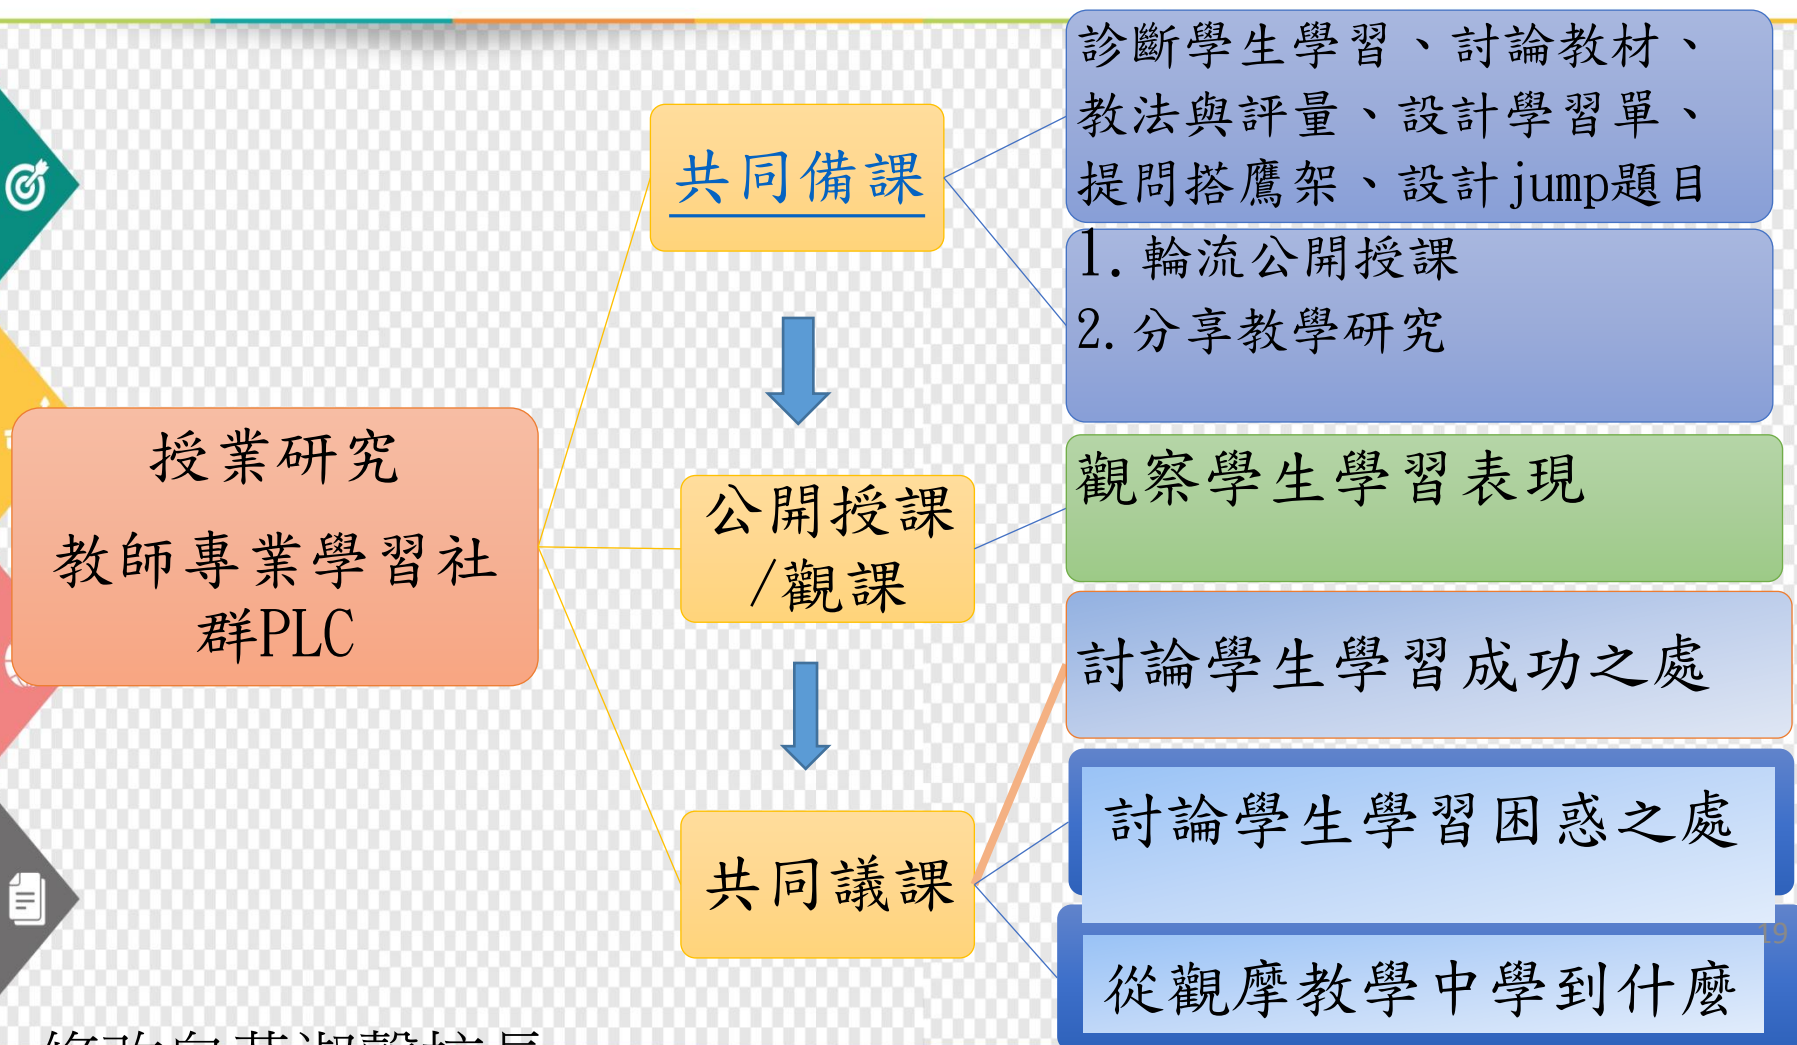 授業研究
教師專業學習社
群PLC
共同備課
公開授課
/觀課
共同議課
診斷學生學習、討論教材、
教法與評量、設計學習單、
提問搭鷹架、設計jump題目
1. 輪流公開授課
2. 分享教學研究
觀察學生學習表現
討論學生學習成功之處
討論學生學習困惑之處
從觀摩教學中學到什麼
19